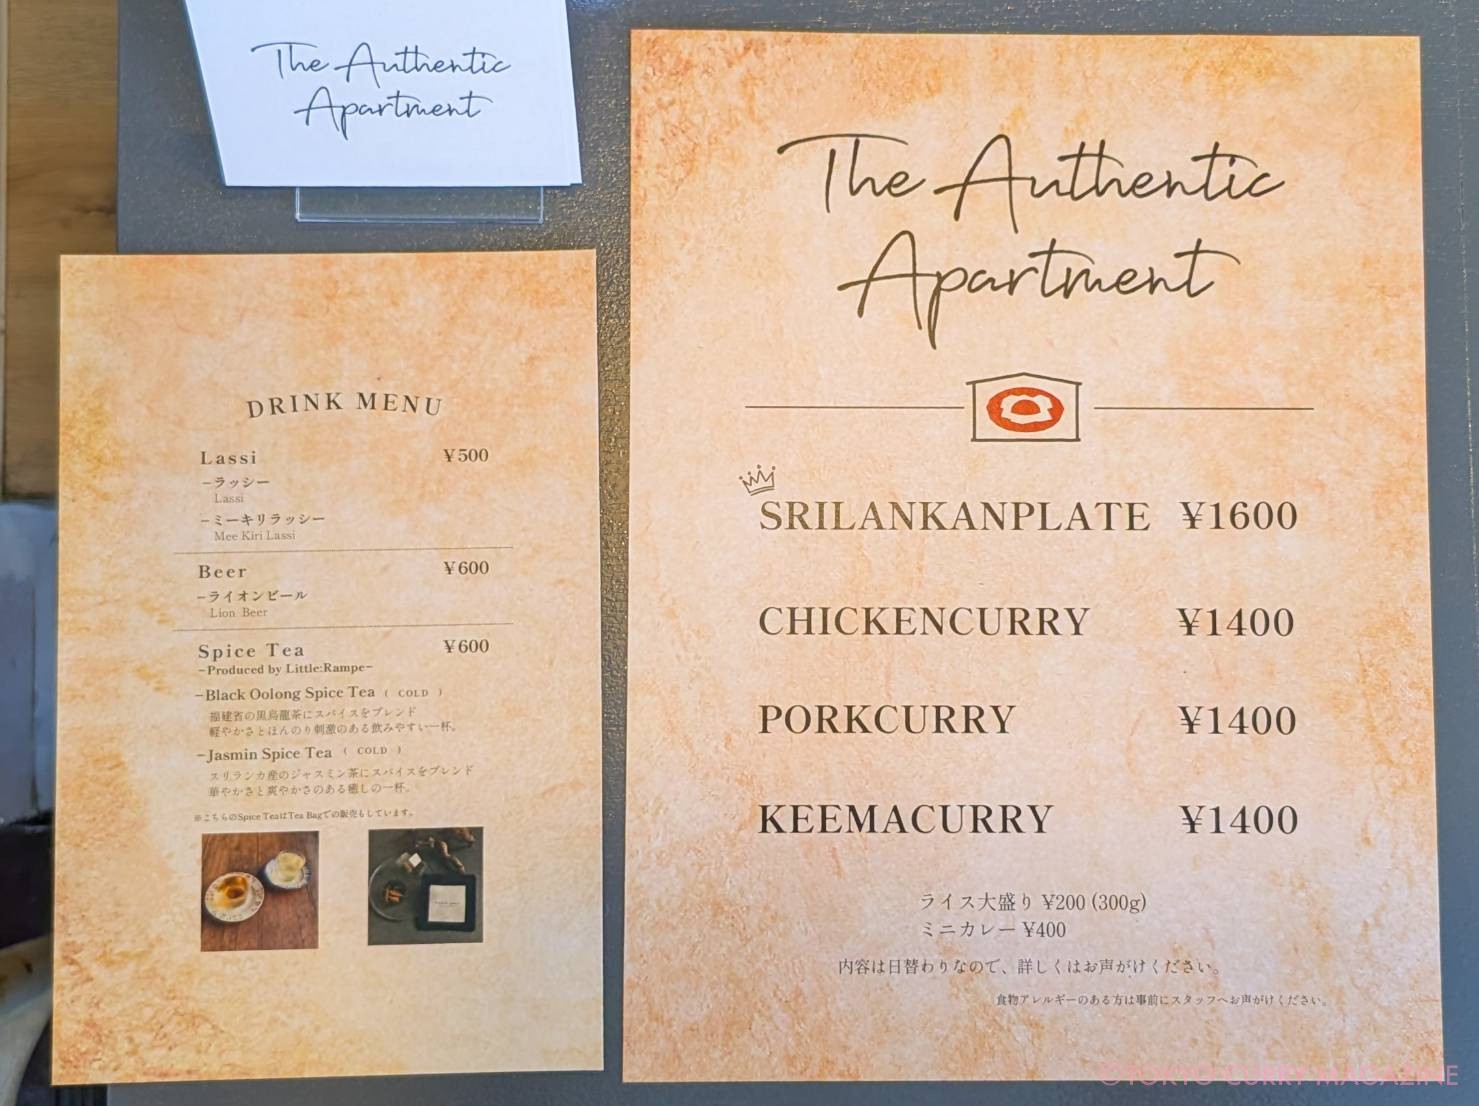 The Authentic
Apartment
DRINK MENU
Lassi ¥500
−ラッシー
Lassi
−ミーキリラッシー
Mee Kiri Lassi
Beer ¥600
−ライオンビール
Lion Beer
Spice Tea ¥600
−Produced by Little:Rampe−
−Black Oolong Spice Tea ( COLD )
福建省の黒烏龍茶にスパイスをブレンド
軽やかさとほんのり刺激のある飲みやすい一杯。
−Jasmin Spice Tea ( COLD )
スリランカ産のジャスミン茶にスパイスをブレンド
華やかさと爽やかさのある癒しの一杯。
※こちらのSpice TeaはTea Bagでの販売もしています。
The Authentic
Apartment
SRILANKANPLATE ¥1600
CHICKENCURRY ¥1400
PORKCURRY ¥1400
KEEMACURRY ¥1400
ライス大盛り ¥200 (300g)
ミニカレー ¥400
内容は日替わりなので、詳しくはお声がけください。
食物アレルギーのある方は事前にスタッフへお声がけください。
©TOKYO CURRY MAGAZINE